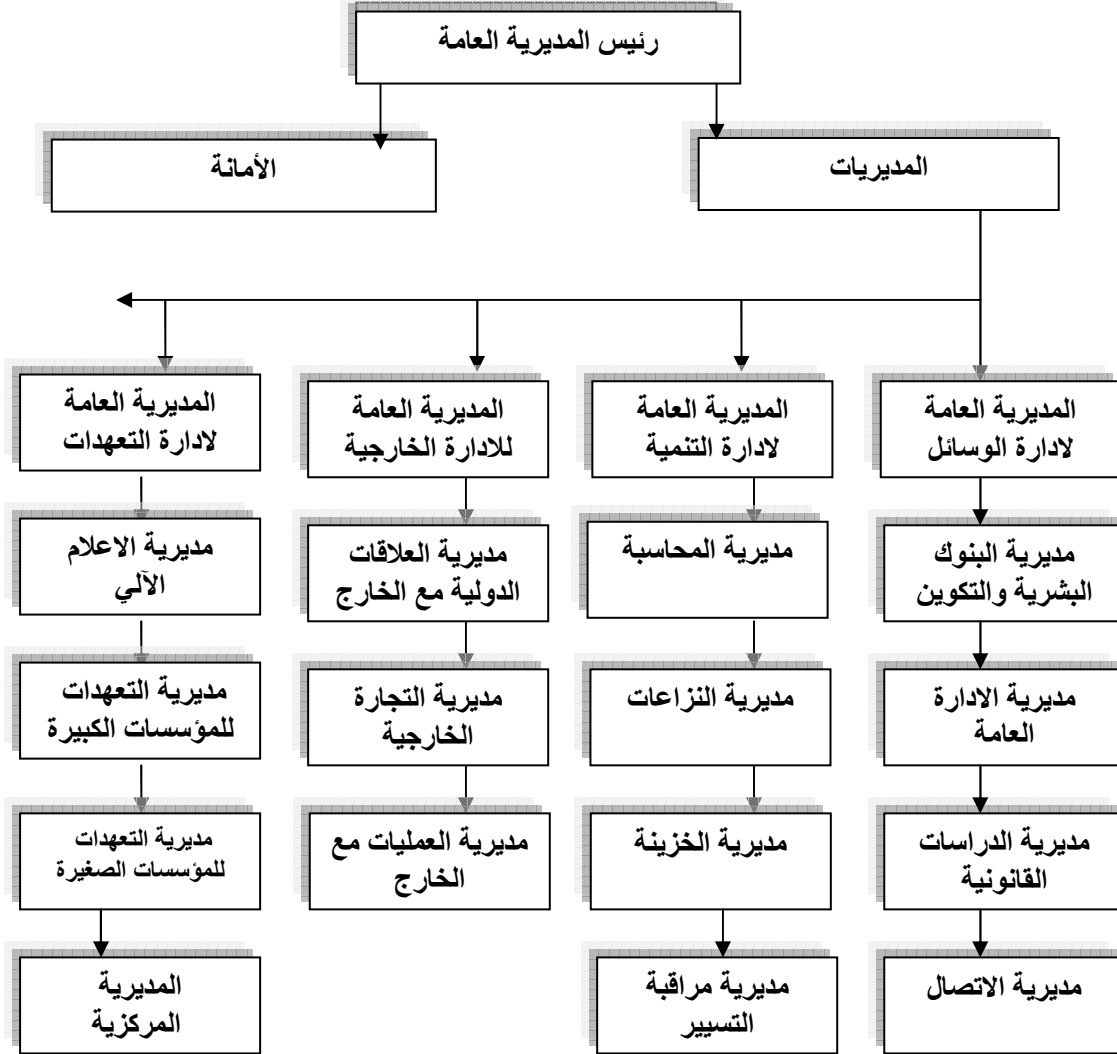 رئيس المديرية العامة
المديريات
الأمانة
المديرية العامة
لادارة الوسائل
المديرية العامة
لادارة التنمية
المديرية العامة
للادارة الخارجية
المديرية العامة
لادارة التعهدات
مديرية البنوك
البشرية والتكوين
مديرية المحاسبة
مديرية العلاقات
الدولية مع الخارج
مديرية الاعلام
الآلي
مديرية الادارة
العامة
مديرية النزاعات
مديرية التجارة
الخارجية
مديرية التعهدات
للمؤسسات الكبيرة
مديرية الدراسات
القانونية
مديرية الخزينة
مديرية العمليات مع
الخارج
مديرية التعهدات
للمؤسسات الصغيرة
مديرية الاتصال
مديرية مراقبة
التسيير
المديرية
المركزية